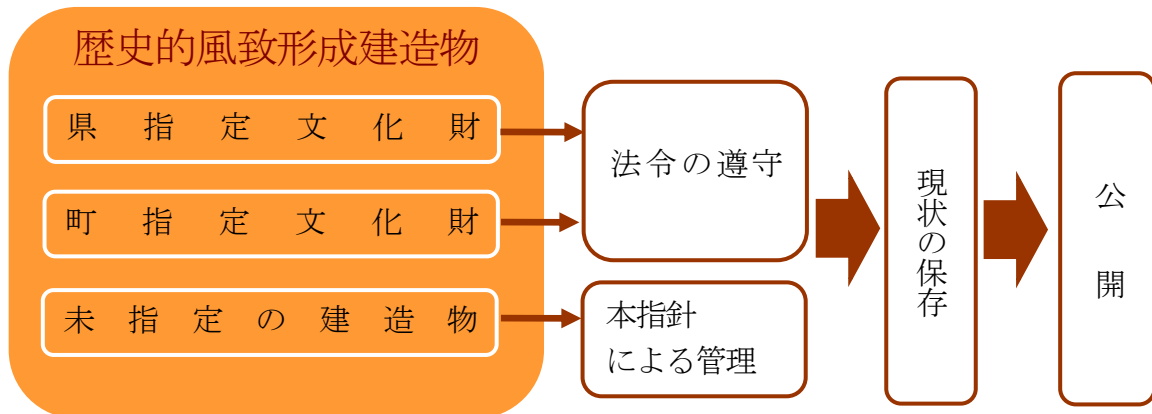 歴史的風致形成建造物
県指定文化財
町指定文化財
未指定の建造物
法令の遵守
本指針
による管理
現状の保存
公開